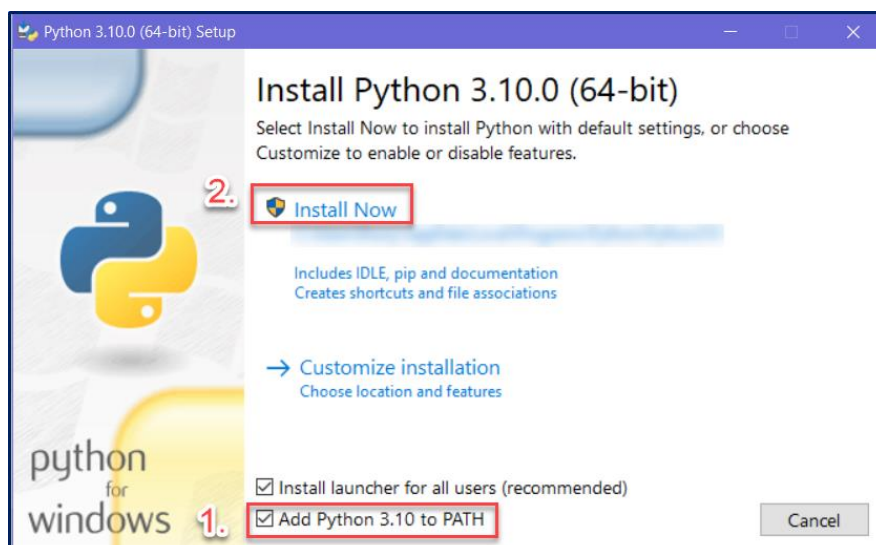 Python 3.10.0 (64-bit) Setup
Install Python 3.10.0 (64-bit)
Select Install Now to install Python with default settings, or choose
Customize to enable or disable features.
2.
Install Now
Includes IDLE, pip and documentation
Creates shortcuts and file associations
→ Customize installation
Choose location and features
python
for
windows
Install launcher for all users (recommended)
1.
Add Python 3.10 to PATH
Cancel